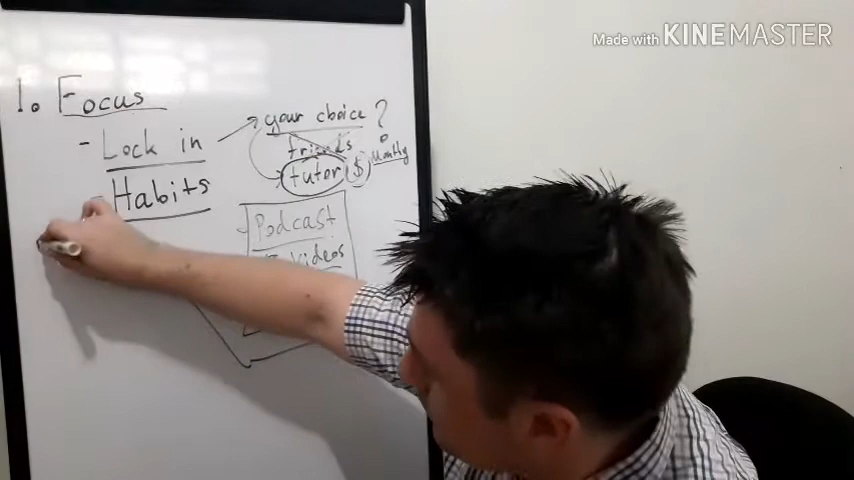 Made with KINEMASTER
1. Focus
- Lock in → your choice ?
friends
tutor ($) Monthly
- Habits
- Podcast
videos